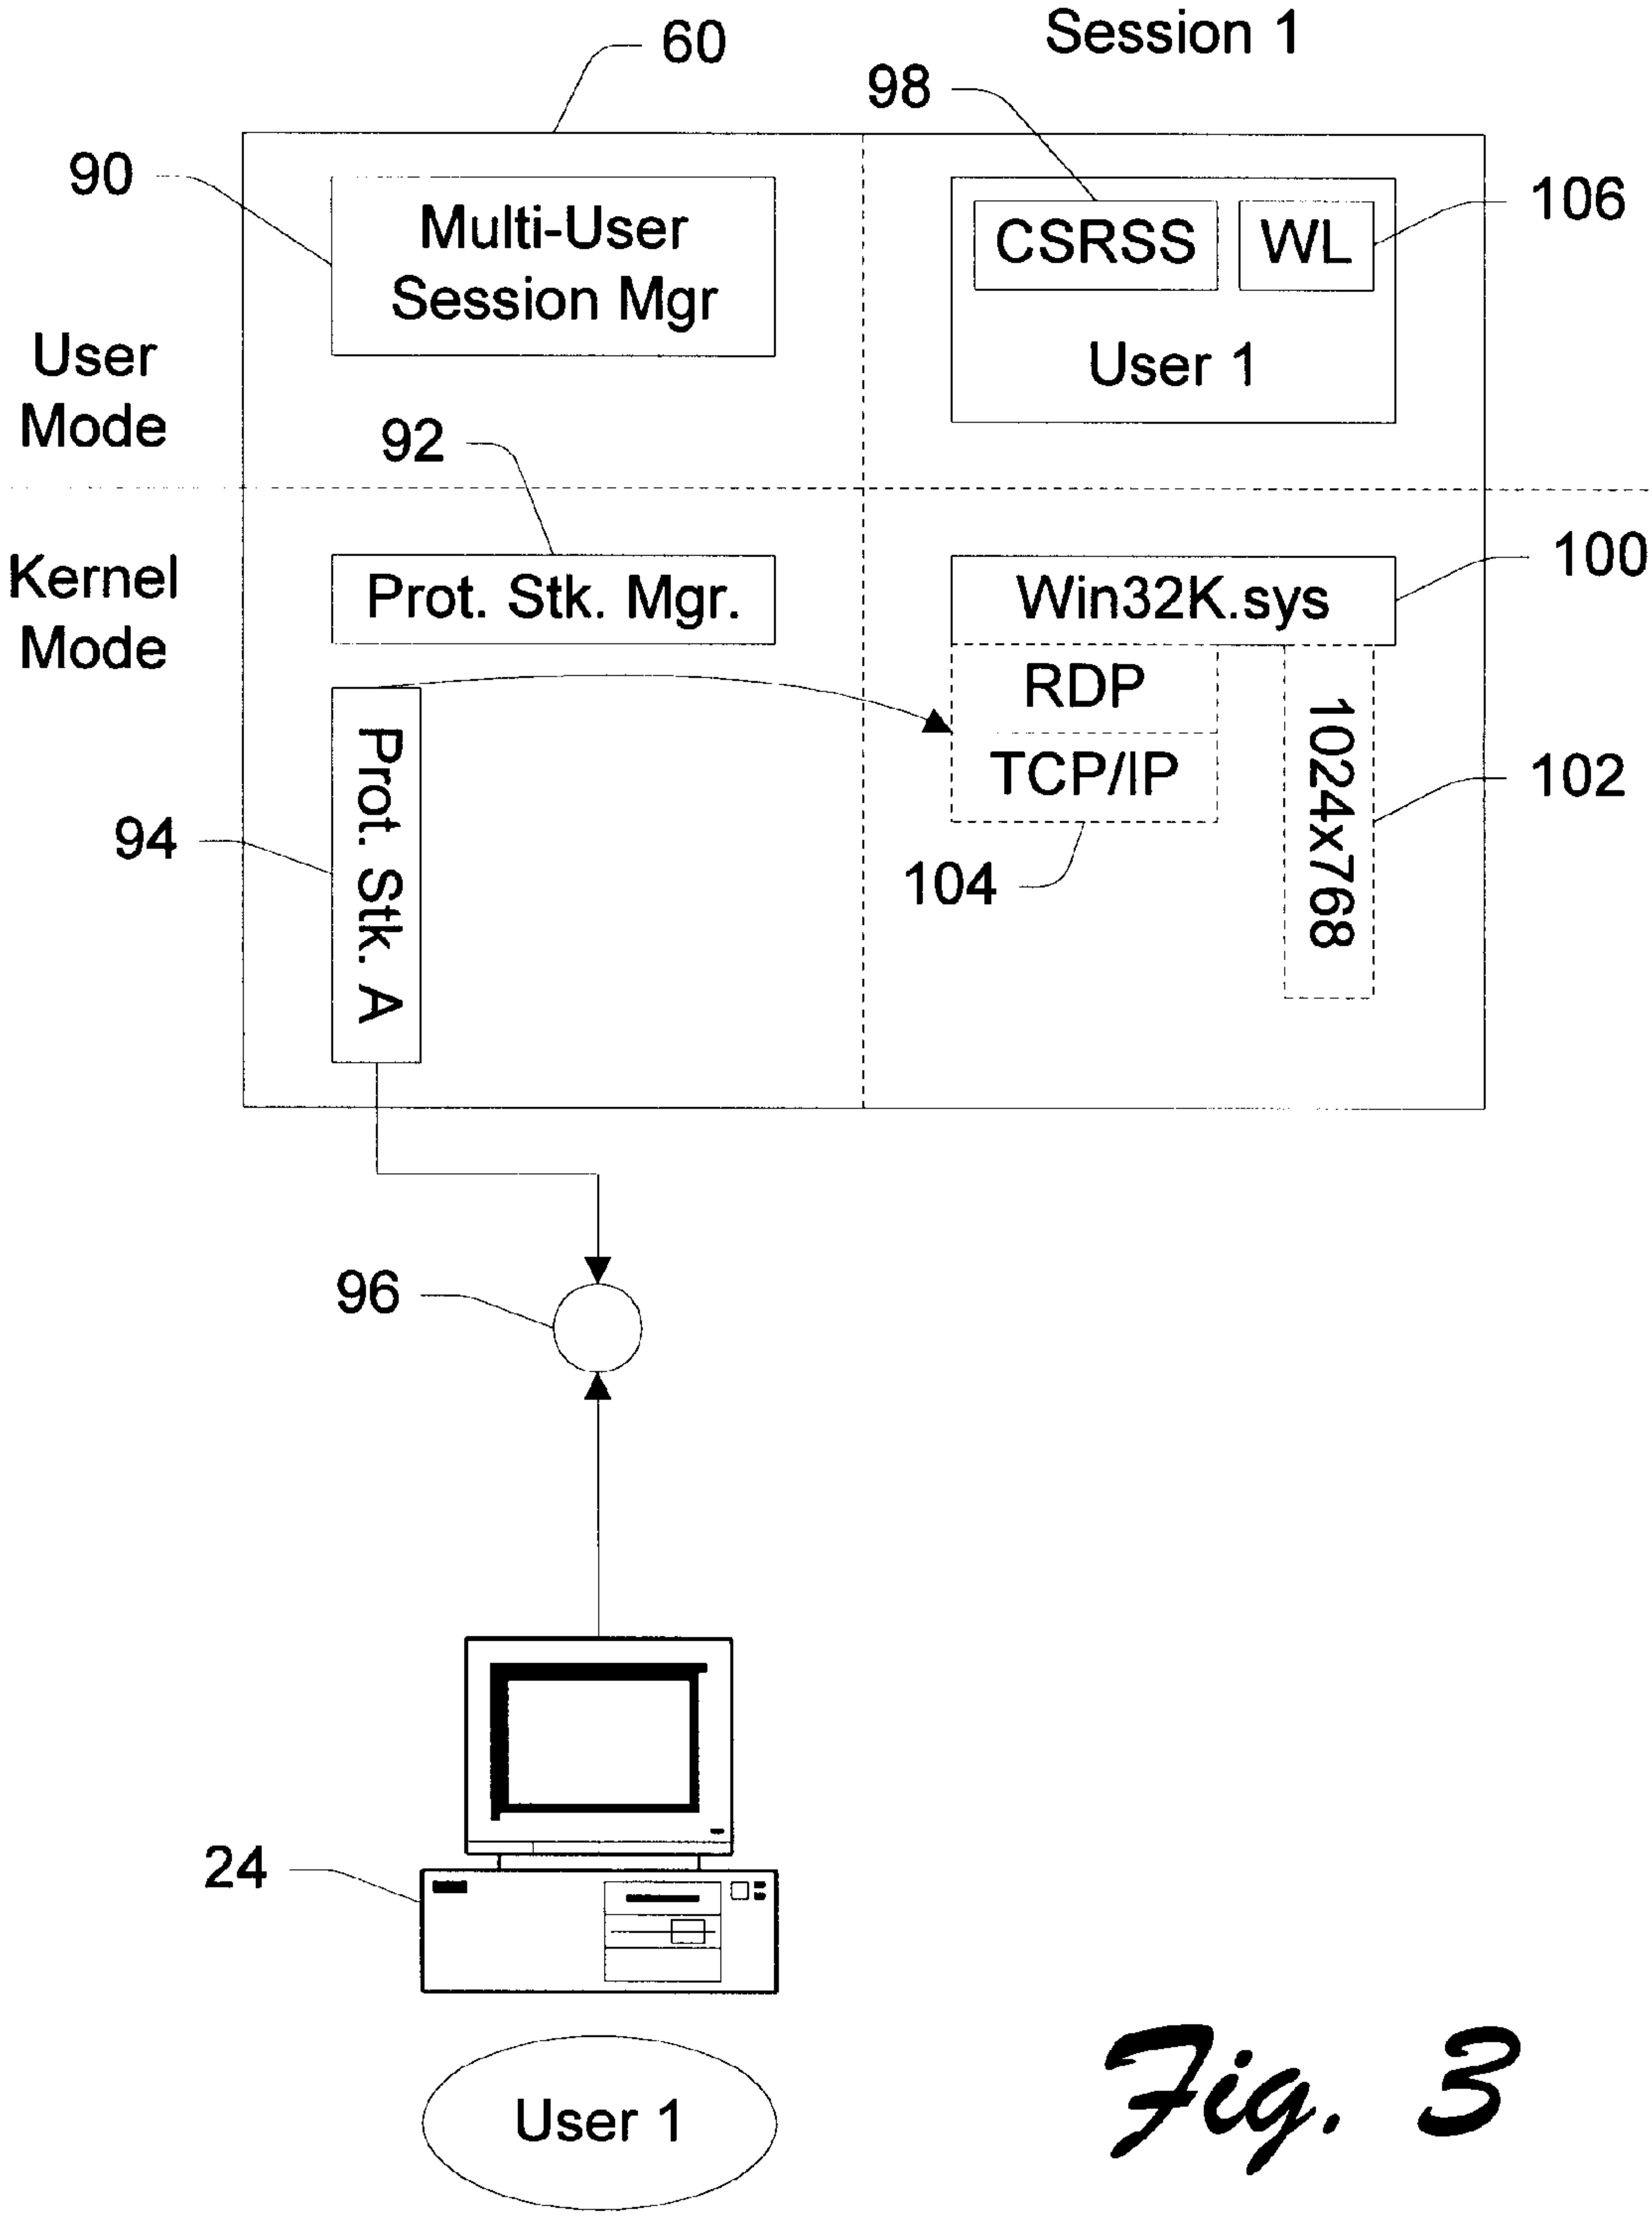 60
Session 1
98
90
106
Multi-User
Session Mgr
CSRSS
WL
User 1
User
Mode
92
Kernel
Mode
100
Prot. Stk. Mgr.
Win32K.sys
RDP
TCP/IP
1024x768
102
Prot. Stk. A
94
104
96
24
User 1
Fig. 3